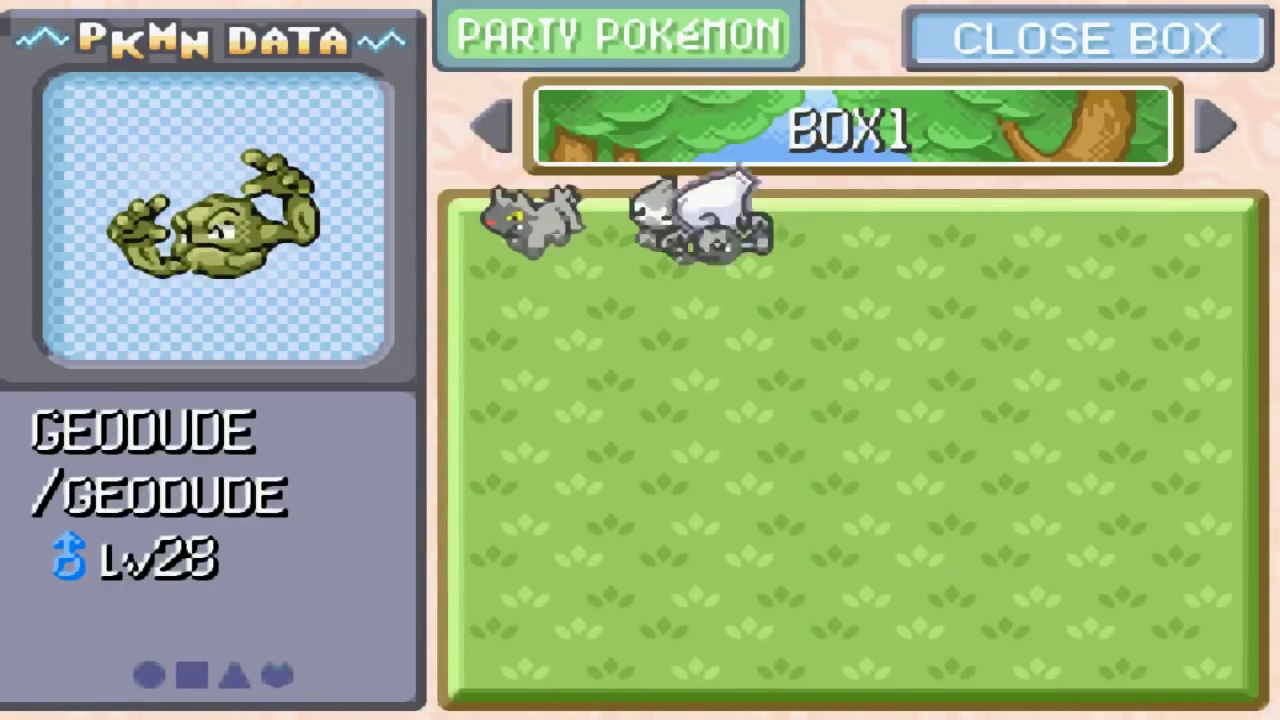 PKMN DATA
PARTY POKéMON
CLOSE BOX
BOX1
GEODUDE
/GEODUDE
♂ Lv28